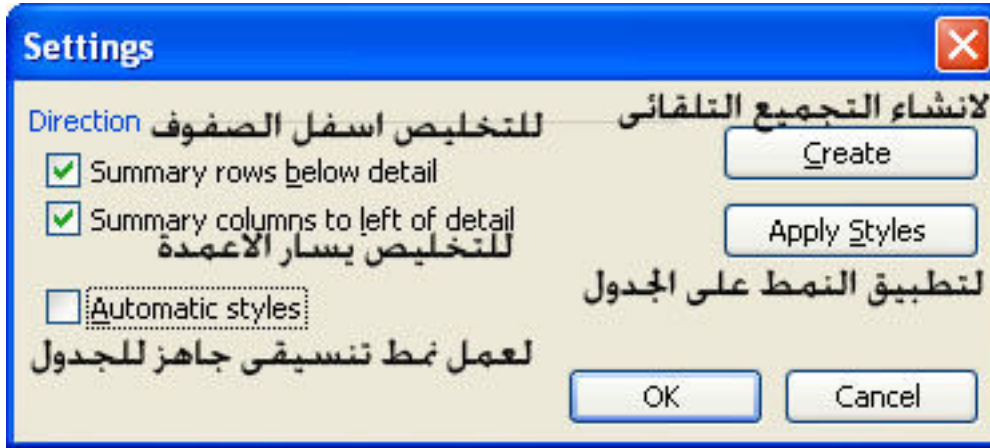 Settings
لانشاء التجميع التلقائى
Direction للتخليص اسفل الصفوف
Create
Summary rows below detail
Summary columns to left of detail
Apply Styles
للتخليص يسار الاعمدة
لتطبيق النمط على الجدول
Automatic styles
لعمل نمط تنسيقى جاهز للجدول
OK
Cancel